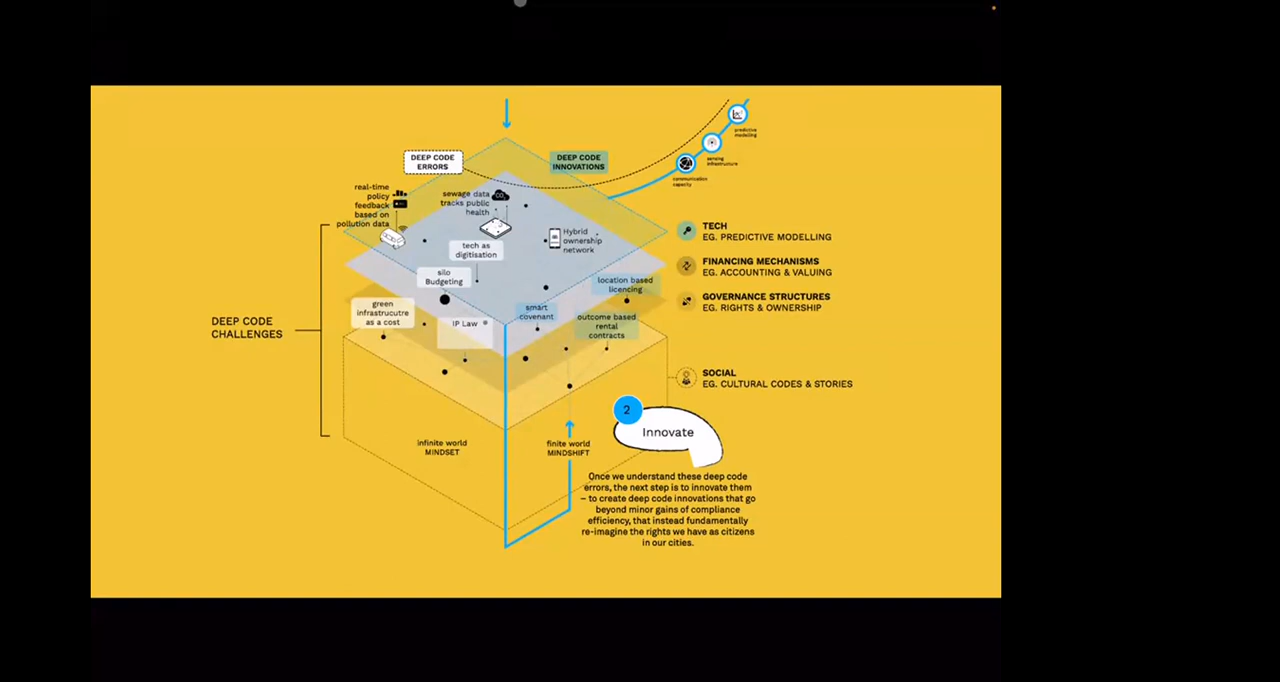 DEEP CODE
ERRORS
DEEP CODE
INNOVATIONS
predictive
modelling
sensing
infrastructure
communication
capacity
real-time
policy
feedback
based on
pollution data
sewage data
tracks public
health
CO2
Hybrid
ownership
network
tech as
digitisation
silo
Budgeting
location based
licencing
green
infrastrucutre
as a cost
IP Law
smart
covenant
outcome based
rental
contracts
DEEP CODE
CHALLENGES
TECH
EG. PREDICTIVE MODELLING
FINANCING MECHANISMS
EG. ACCOUNTING & VALUING
GOVERNANCE STRUCTURES
EG. RIGHTS & OWNERSHIP
SOCIAL
EG. CULTURAL CODES & STORIES
infinite world
MINDSET
finite world
MINDSHIFT
2
Innovate
Once we understand these deep code
errors, the next step is to innovate them
– to create deep code innovations that go
beyond minor gains of compliance
efficiency, that instead fundamentally
re-imagine the rights we have as citizens
in our cities.